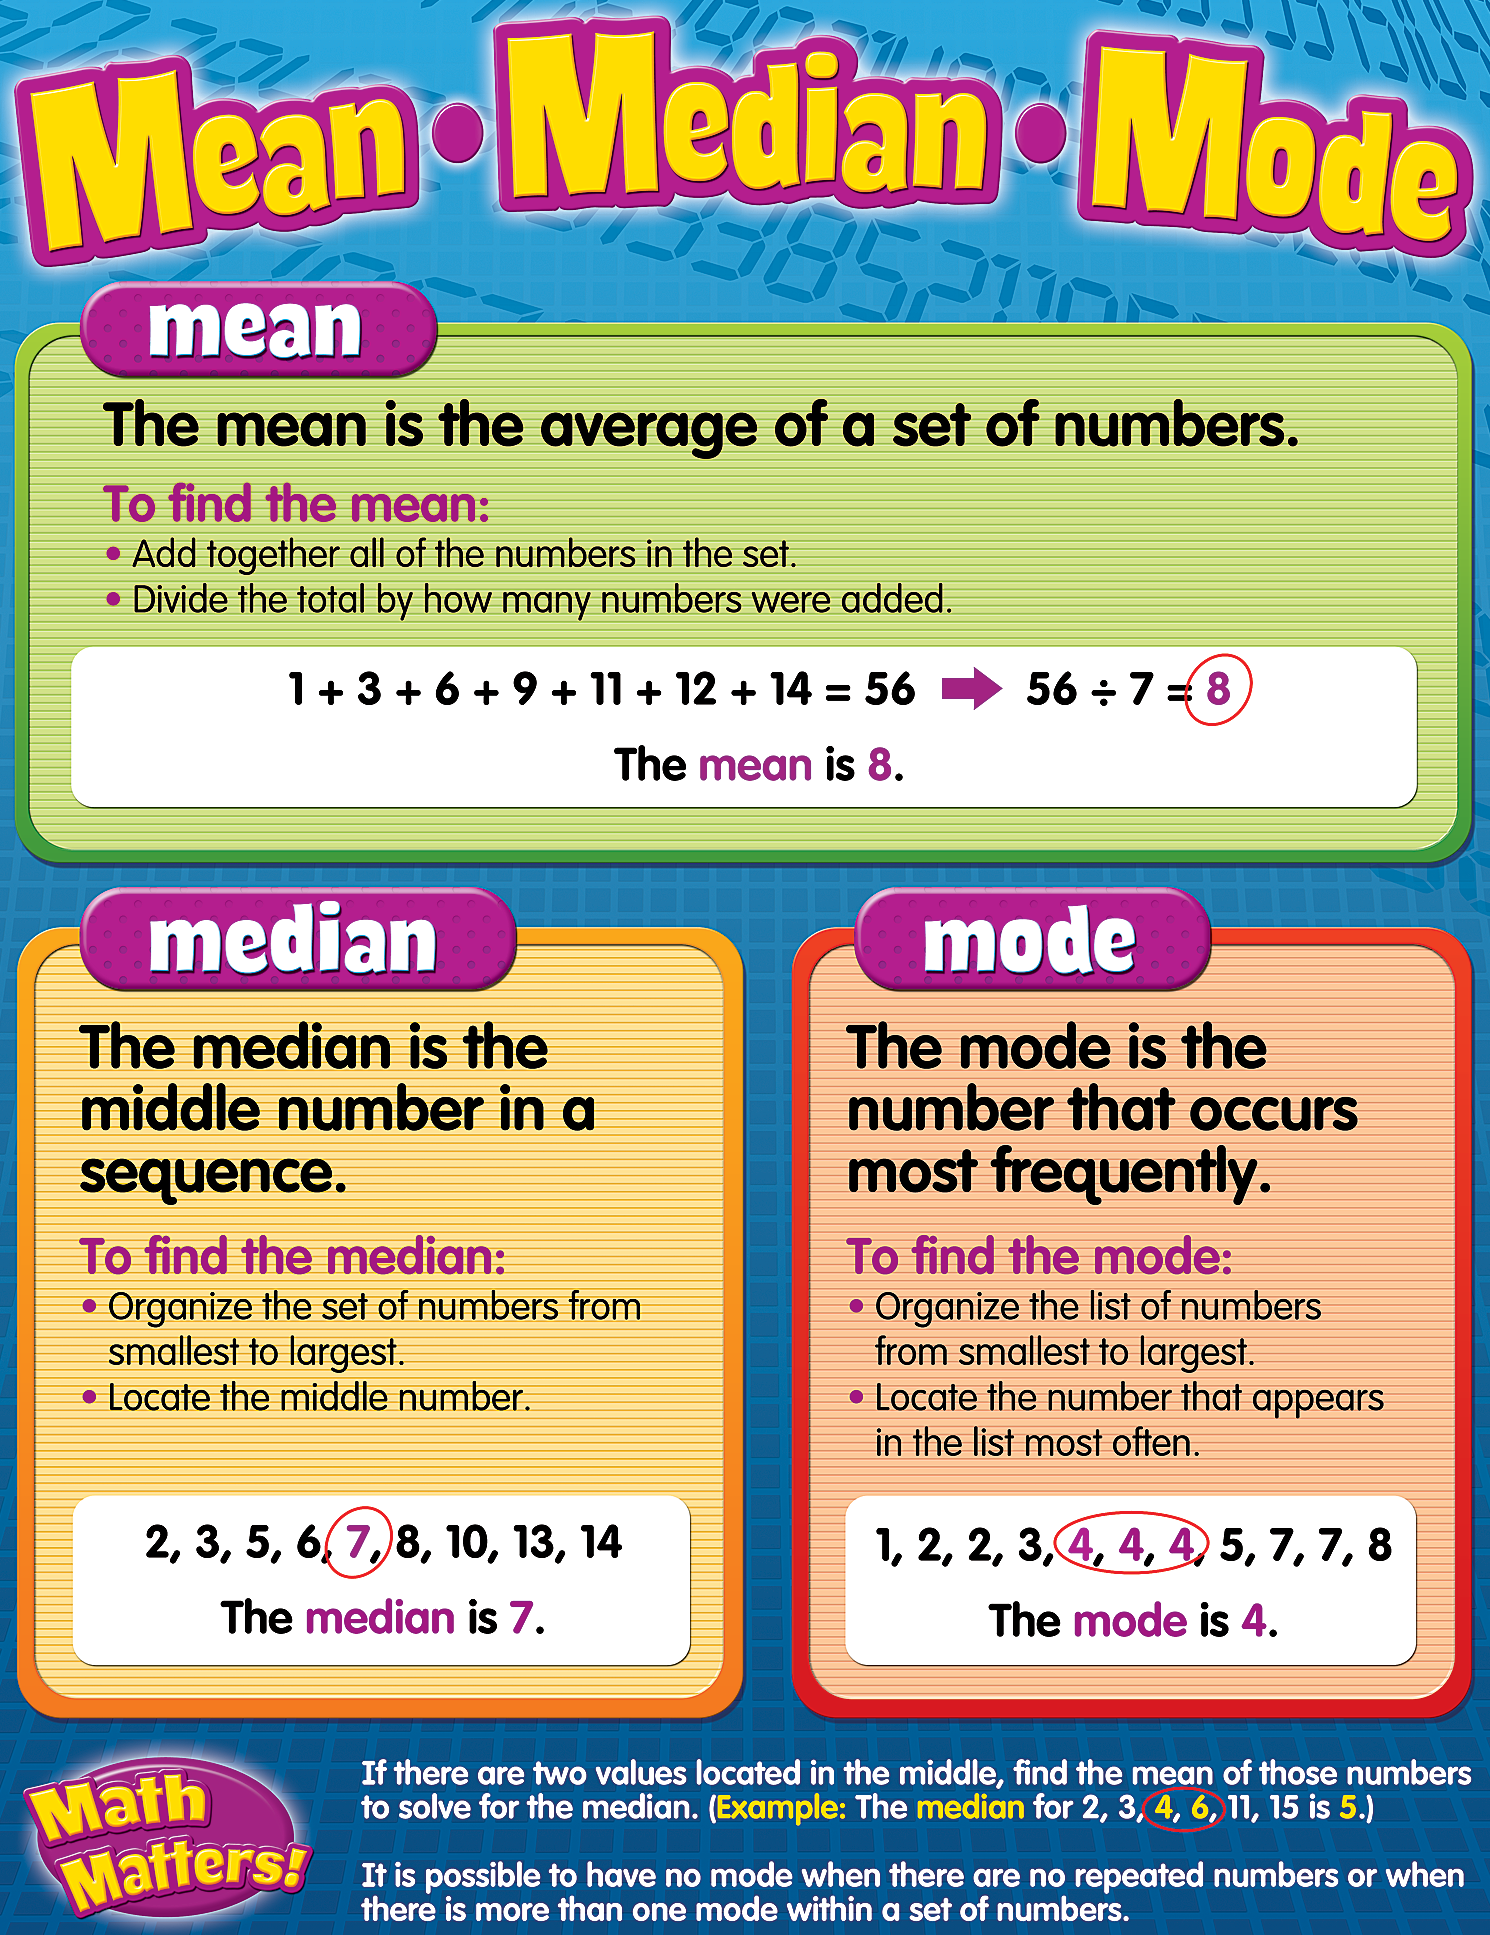 Mean • Median • Mode
mean
The mean is the average of a set of numbers.
To find the mean:
• Add together all of the numbers in the set.
• Divide the total by how many numbers were added.
1 + 3 + 6 + 9 + 11 + 12 + 14 = 56 ➡ 56 ÷ 7 = 8
The mean is 8.
median
The median is the
middle number in a
sequence.
To find the median:
• Organize the set of numbers from
smallest to largest.
• Locate the middle number.
2, 3, 5, 6, 7, 8, 10, 13, 14
The median is 7.
mode
The mode is the
number that occurs
most frequently.
To find the mode:
• Organize the list of numbers
from smallest to largest.
• Locate the number that appears
in the list most often.
1, 2, 2, 3, 4, 4, 4, 5, 7, 7, 8
The mode is 4.
Math
Matters!
If there are two values located in the middle, find the mean of those numbers
to solve for the median. (Example: The median for 2, 3, 4, 6, 11, 15 is 5.)
It is possible to have no mode when there are no repeated numbers or when
there is more than one mode within a set of numbers.